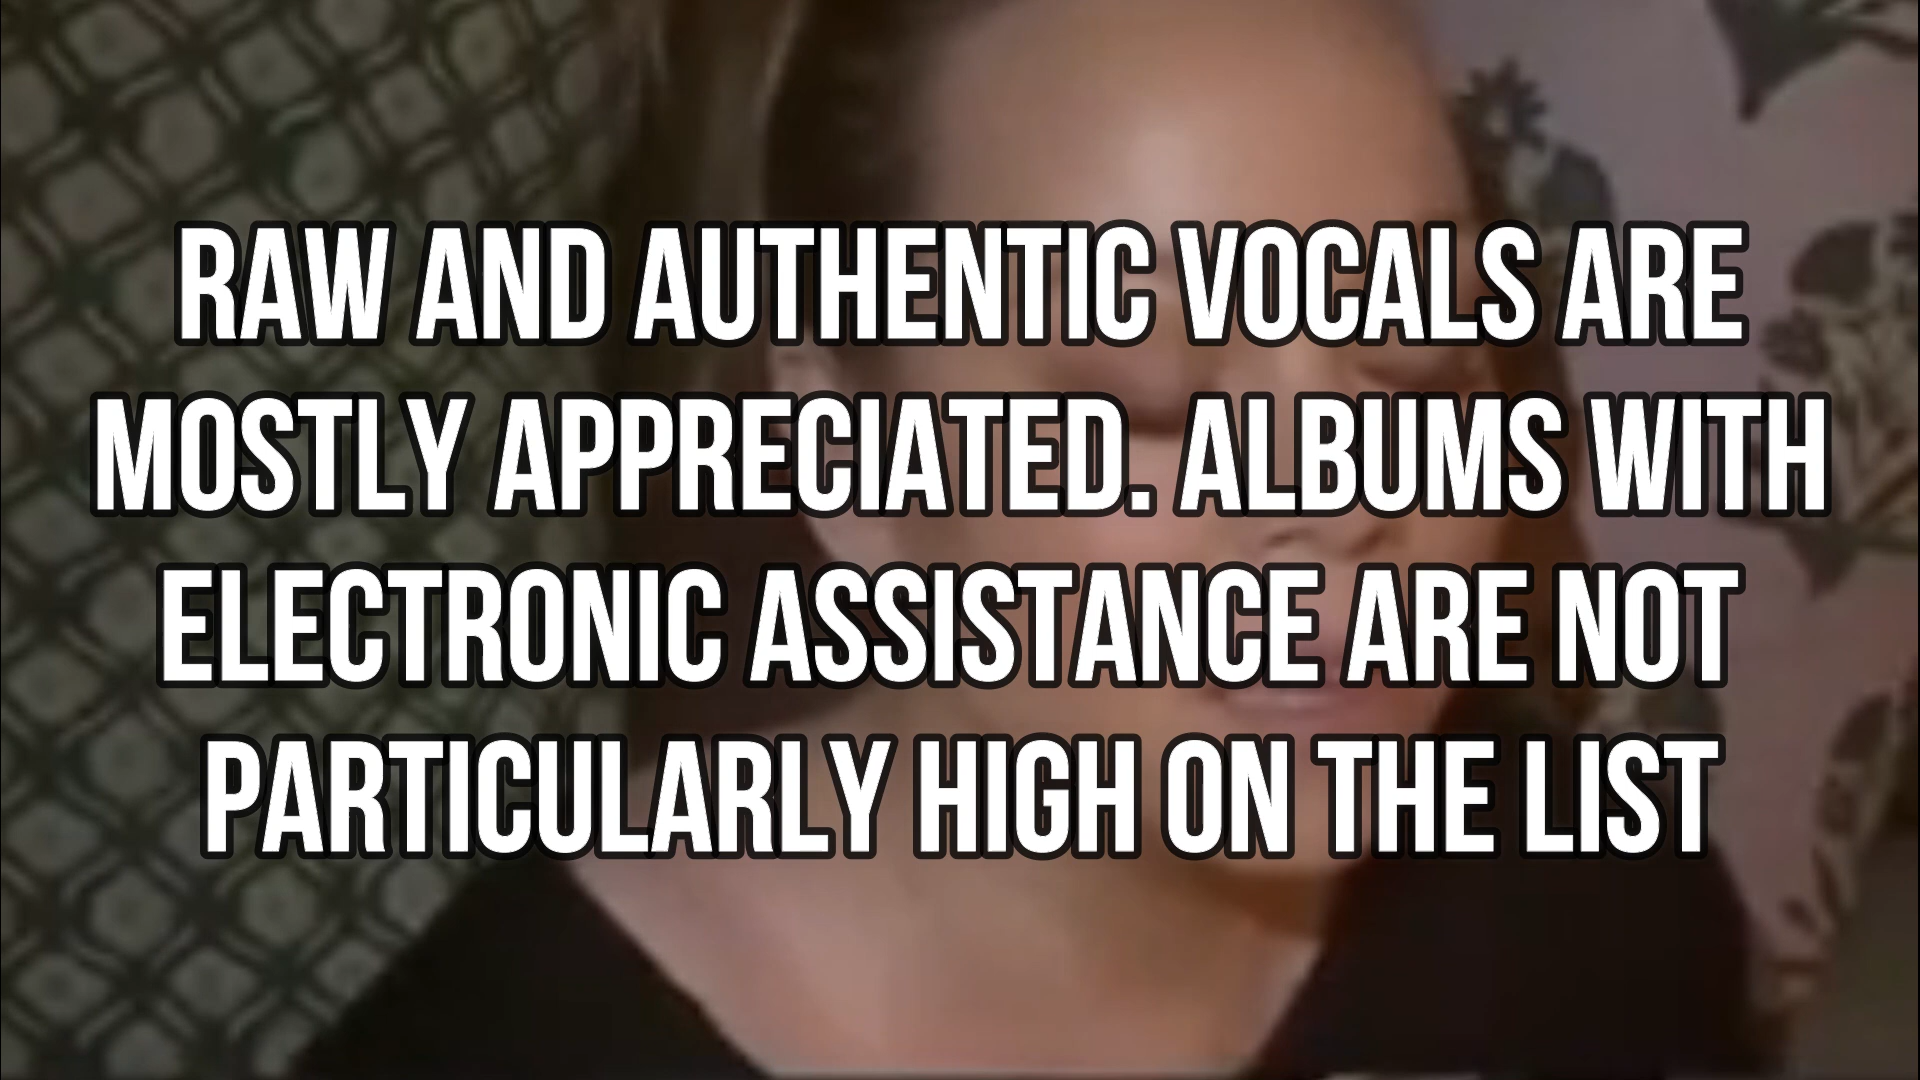 RAW AND AUTHENTIC VOCALS ARE
MOSTLY APPRECIATED. ALBUMS WITH
ELECTRONIC ASSISTANCE ARE NOT
PARTICULARLY HIGH ON THE LIST